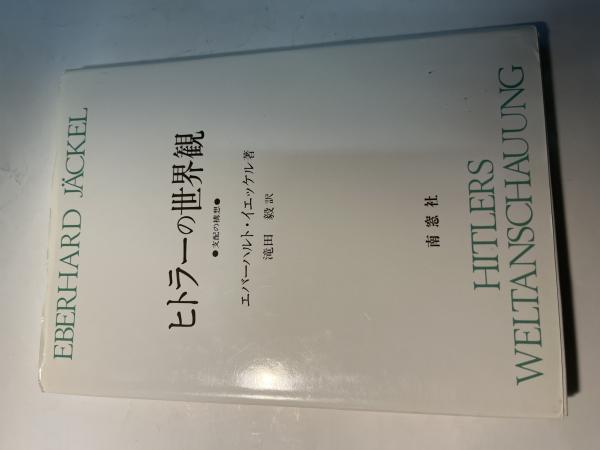 EBERHARD JÄCKEL
ヒトラーの世界観
●支配の構想●
エバーハルト・イエッケル著
滝田 毅訳
南窓社
HITLERS
WELTANSCHAUUNG